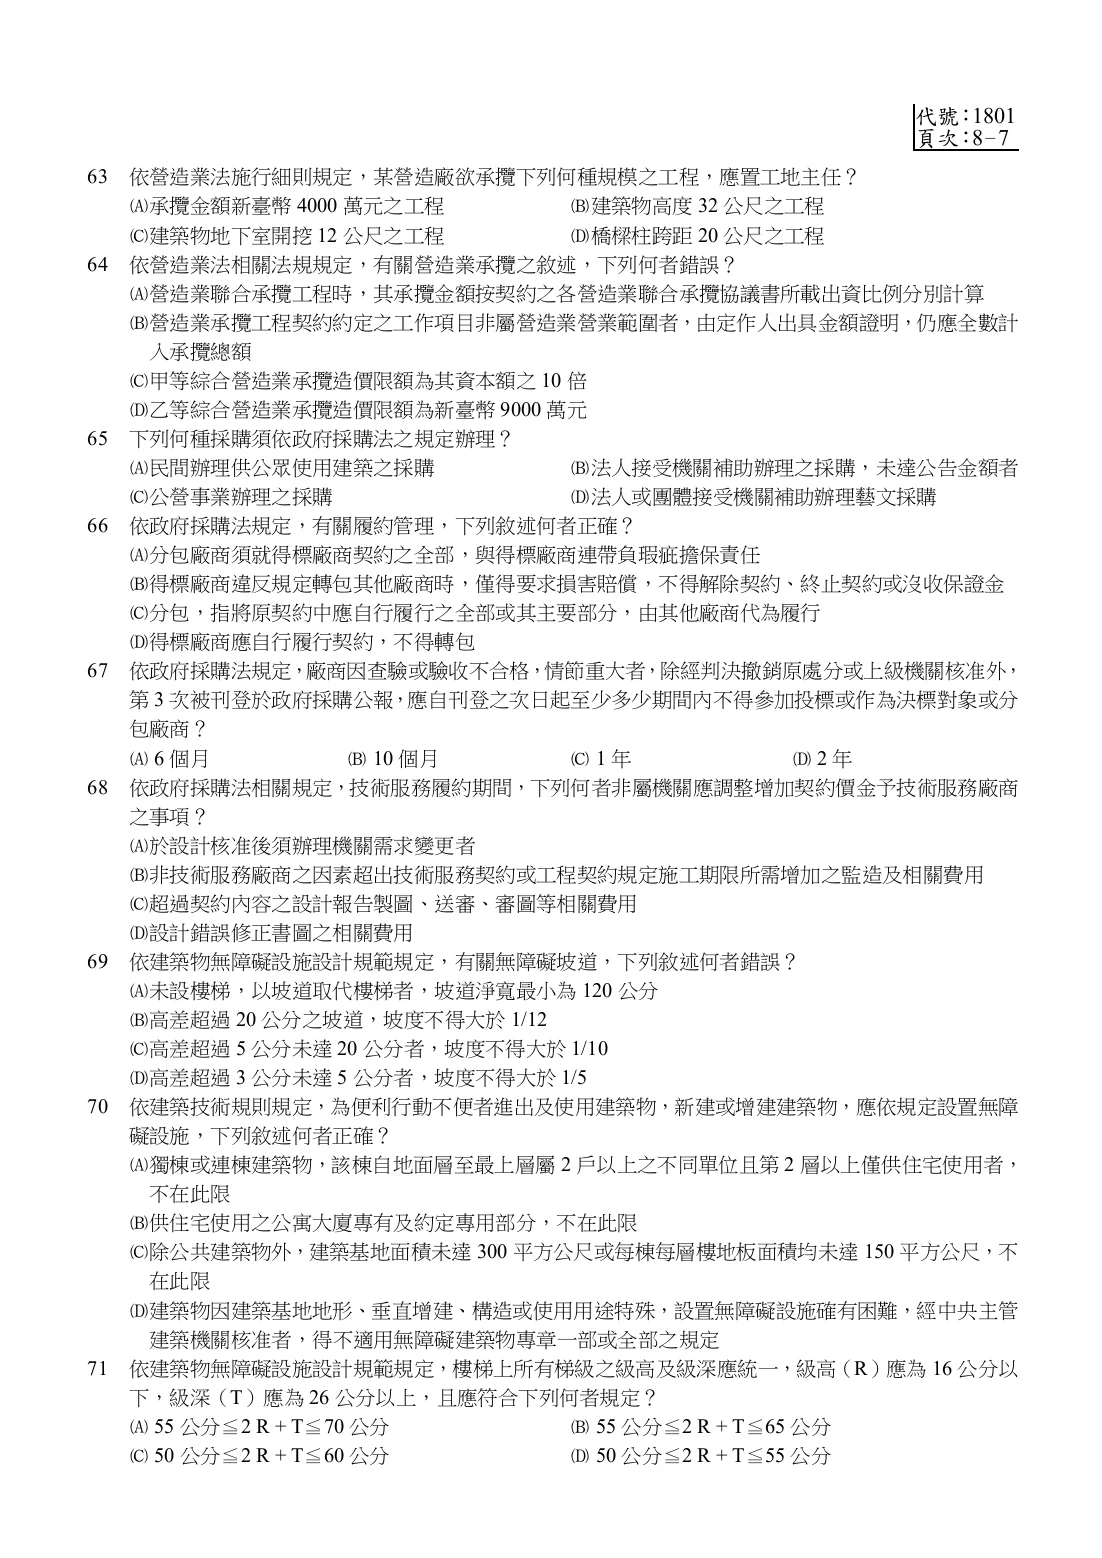 代號：1801
頁次：8－7
63 依營造業法施行細則規定，某營造廠欲承攬下列何種規模之工程，應置工地主任？
(A)承攬金額新臺幣 4000 萬元之工程 (B)建築物高度 32 公尺之工程
(C)建築物地下室開挖 12 公尺之工程 (D)橋樑柱跨距 20 公尺之工程
64 依營造業法相關法規規定，有關營造業承攬之敘述，下列何者錯誤？
(A)營造業聯合承攬工程時，其承攬金額按契約之各營造業聯合承攬協議書所載出資比例分別計算
(B)營造業承攬工程契約約定之工作項目非屬營造業營業範圍者，由定作人出具金額證明，仍應全數計
入承攬總額
(C)甲等綜合營造業承攬造價限額為其資本額之 10 倍
(D)乙等綜合營造業承攬造價限額為新臺幣 9000 萬元
65 下列何種採購須依政府採購法之規定辦理？
(A)民間辦理供公眾使用建築之採購 (B)法人接受機關補助辦理之採購，未達公告金額者
(C)公營事業辦理之採購 (D)法人或團體接受機關補助辦理藝文採購
66 依政府採購法規定，有關履約管理，下列敘述何者正確？
(A)分包廠商須就得標廠商契約之全部，與得標廠商連帶負瑕疵擔保責任
(B)得標廠商違反規定轉包其他廠商時，僅得要求損害賠償，不得解除契約、終止契約或沒收保證金
(C)分包，指將原契約中應自行履行之全部或其主要部分，由其他廠商代為履行
(D)得標廠商應自行履行契約，不得轉包
67 依政府採購法規定，廠商因查驗或驗收不合格，情節重大者，除經判決撤銷原處分或上級機關核准外，
第 3 次被刊登於政府採購公報，應自刊登之次日起至少多少期間內不得參加投標或作為決標對象或分
包廠商？
(A) 6 個月 (B) 10 個月 (C) 1 年 (D) 2 年
68 依政府採購法相關規定，技術服務履約期間，下列何者非屬機關應調整增加契約價金予技術服務廠商
之事項？
(A)於設計核准後須辦理機關需求變更者
(B)非技術服務廠商之因素超出技術服務契約或工程契約規定施工期限所需增加之監造及相關費用
(C)超過契約內容之設計報告製圖、送審、審圖等相關費用
(D)設計錯誤修正書圖之相關費用
69 依建築物無障礙設施設計規範規定，有關無障礙坡道，下列敘述何者錯誤？
(A)未設樓梯，以坡道取代樓梯者，坡道淨寬最小為 120 公分
(B)高差超過 20 公分之坡道，坡度不得大於 1/12
(C)高差超過 5 公分未達 20 公分者，坡度不得大於 1/10
(D)高差超過 3 公分未達 5 公分者，坡度不得大於 1/5
70 依建築技術規則規定，為便利行動不便者進出及使用建築物，新建或增建建築物，應依規定設置無障
礙設施，下列敘述何者正確？
(A)獨棟或連棟建築物，該棟自地面層至最上層屬 2 戶以上之不同單位且第 2 層以上僅供住宅使用者，
不在此限
(B)供住宅使用之公寓大廈專有及約定專用部分，不在此限
(C)除公共建築物外，建築基地面積未達 300 平方公尺或每棟每層樓地板面積均未達 150 平方公尺，不
在此限
(D)建築物因建築基地地形、垂直增建、構造或使用用途特殊，設置無障礙設施確有困難，經中央主管
建築機關核准者，得不適用無障礙建築物專章一部或全部之規定
71 依建築物無障礙設施設計規範規定，樓梯上所有梯級之級高及級深應統一，級高（R）應為 16 公分以
下，級深（T）應為 26 公分以上，且應符合下列何者規定？
(A) 55 公分≦2 R + T≦70 公分 (B) 55 公分≦2 R + T≦65 公分
(C) 50 公分≦2 R + T≦60 公分 (D) 50 公分≦2 R + T≦55 公分